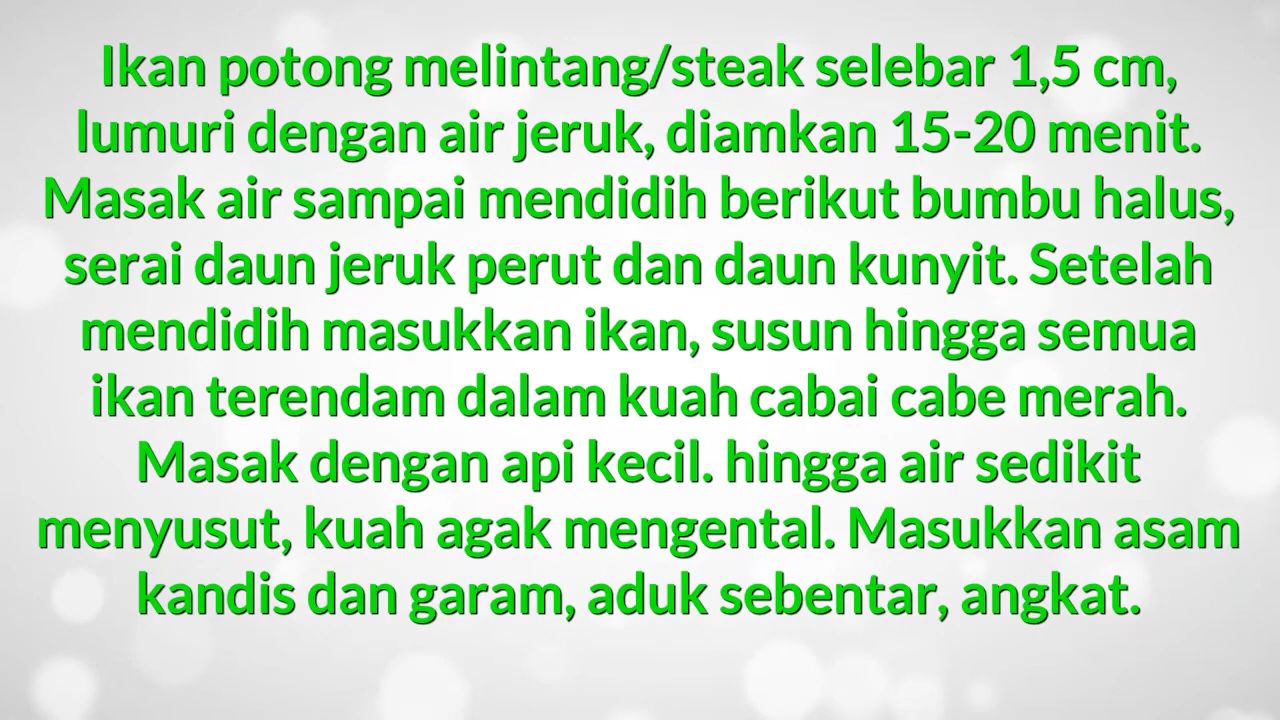 Ikan potong melintang/steak selebar 1,5 cm,
lumuri dengan air jeruk, diamkan 15-20 menit.
Masak air sampai mendidih berikut bumbu halus,
serai daun jeruk perut dan daun kunyit. Setelah
mendidih masukkan ikan, susun hingga semua
ikan terendam dalam kuah cabai cabe merah.
Masak dengan api kecil. hingga air sedikit
menyusut, kuah agak mengental. Masukkan asam
kandis dan garam, aduk sebentar, angkat.